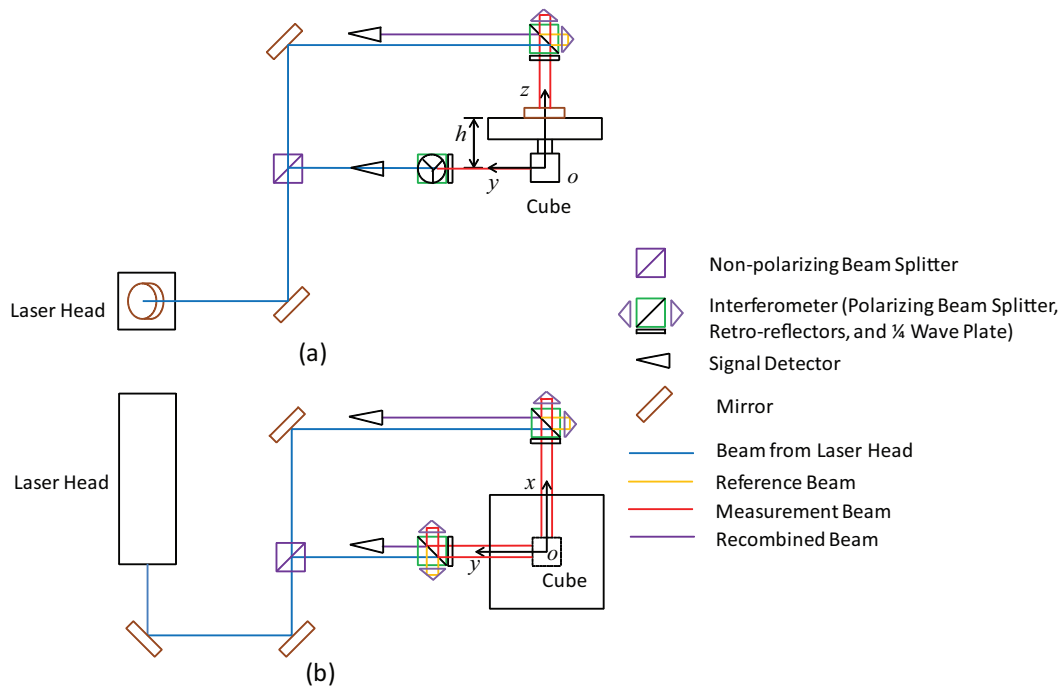 z
h
y
o
Cube
Laser Head
(a)
Non-polarizing Beam Splitter
Interferometer (Polarizing Beam Splitter,
Retro-reflectors, and ¼ Wave Plate)
Signal Detector
Mirror
Beam from Laser Head
Reference Beam
Measurement Beam
Recombined Beam
Laser Head
x
y
o
Cube
(b)